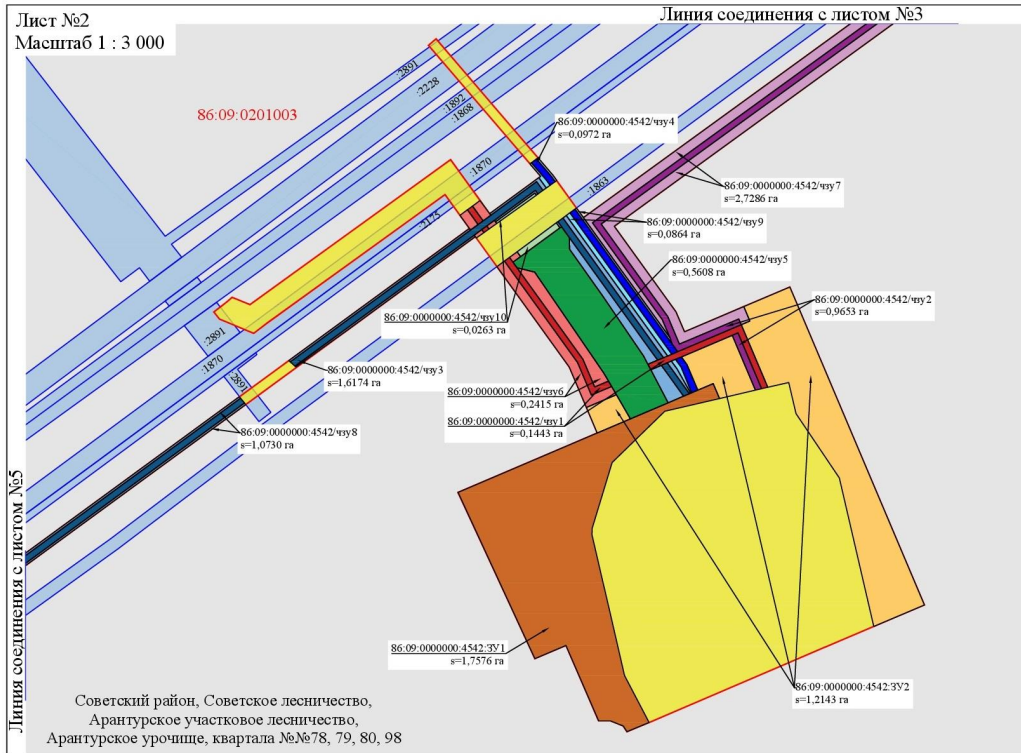 Лист №2
Масштаб 1 : 3 000
Линия соединения с листом №3
86:09:0201003
:2891
:2228
:1892
:1868
:1870
:2175
:1863
86:09:0000000:4542/чзу4
s=0,0972 га
86:09:0000000:4542/чзу7
s=2,7286 га
86:09:0000000:4542/чзу9
s=0,0864 га
86:09:0000000:4542/чзу5
s=0,5608 га
86:09:0000000:4542/чзу2
s=0,9653 га
86:09:0000000:4542/чзу10
s=0,0263 га
:2891
:1870
:2891
86:09:0000000:4542/чзу3
s=1,6174 га
86:09:0000000:4542/чзу6
s=0,2415 га
86:09:0000000:4542/чзу1
s=0,1443 га
86:09:0000000:4542/чзу8
s=1,0730 га
Линия соединения с листом №5
86:09:0000000:4542:ЗУ1
s=1,7576 га
86:09:0000000:4542:ЗУ2
s=1,2143 га
Советский район, Советское лесничество,
Арантурское участковое лесничество,
Арантурское урочище, квартала №№78, 79, 80, 98